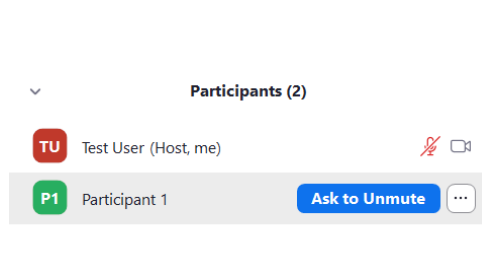 Participants (2)
TU Test User (Host, me)
P1 Participant 1 Ask to Unmute ...